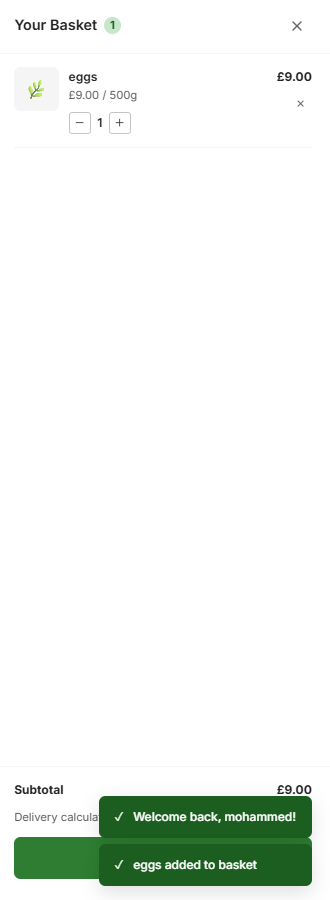 Your Basket 1 ×
eggs £9.00
£9.00 / 500g ×
− 1 +
Subtotal £9.00
Delivery
✓ Welcome back, mohammed!
✓ eggs added to basket